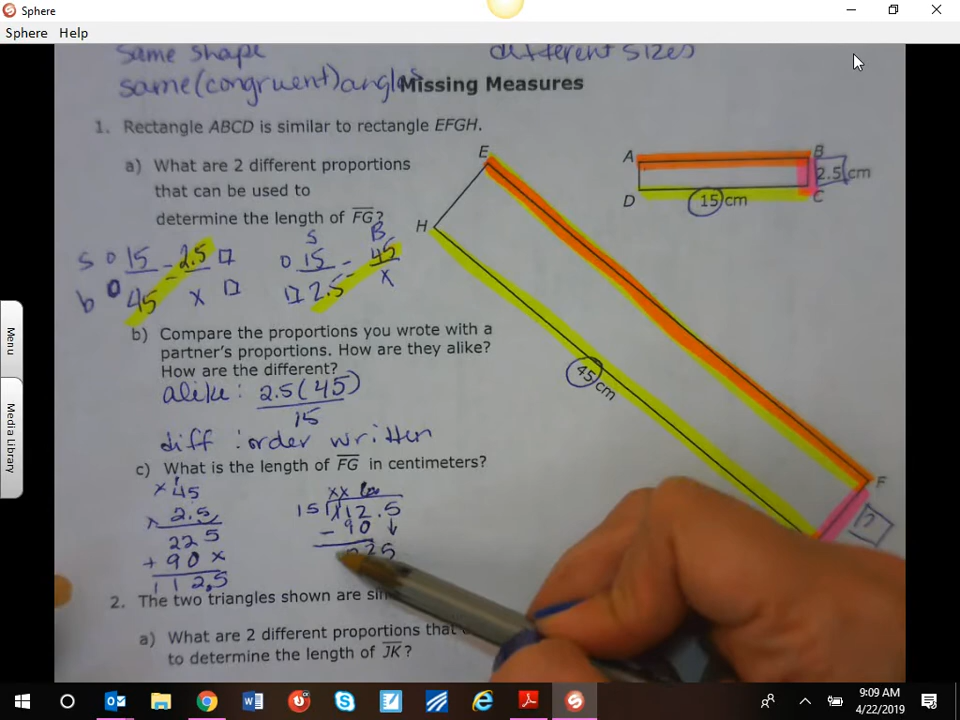 Sphere
Sphere Help
Same shape different sizes
same (congruent) angles
Missing Measures
1. Rectangle ABCD is similar to rectangle EFGH.
a) What are 2 different proportions
that can be used to
determine the length of FG?
S 0 15 = 2.5
b 0 45 x
S B
0 15 = 45
2.5 x
E
H
F
45 cm
?
A
B
2.5 cm
D
15 cm
C
b) Compare the proportions you wrote with a
partner's proportions. How are they alike?
How are the different?
alike: 2.5(45)
15
diff : order written
c) What is the length of FG in centimeters?
45
x 2.5
225
+ 90 x
112.5
15 112.5
- 90
225
2. The two triangles shown are sim
a) What are 2 different proportions that
to determine the length of JK?
Menu
Media Library
9:09 AM
4/22/2019